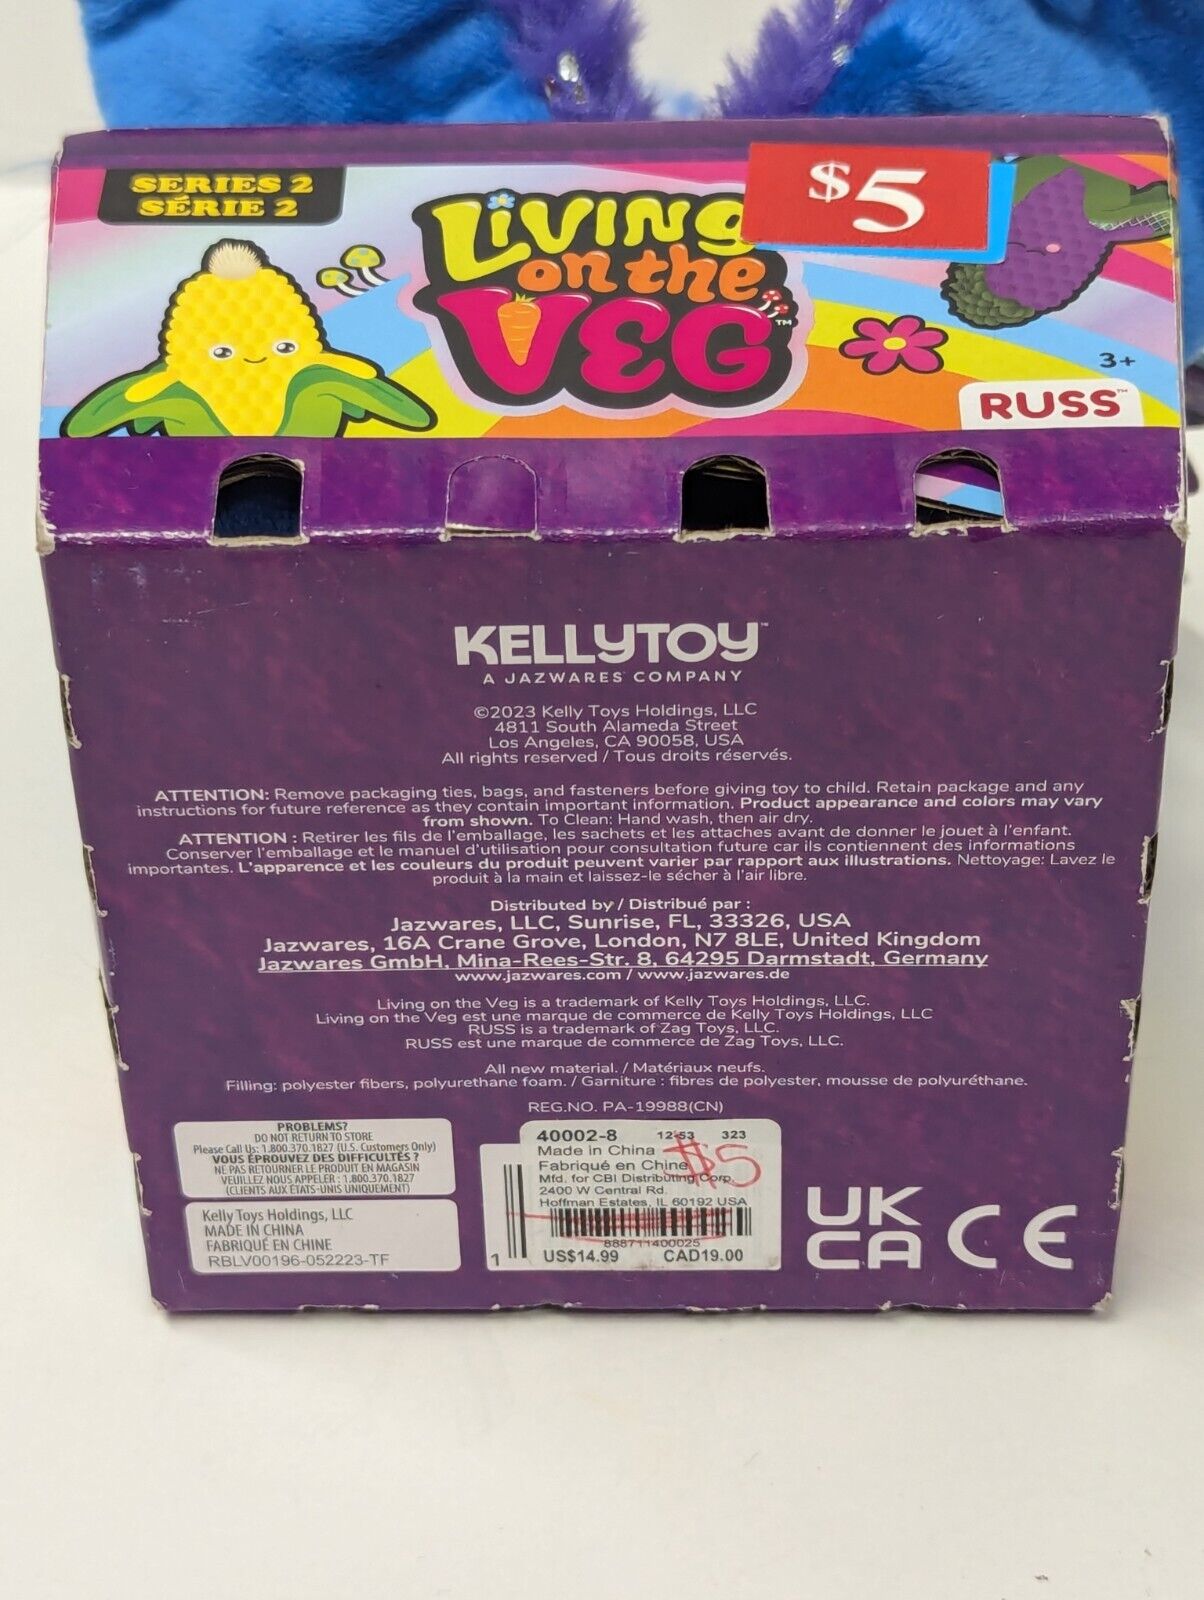 SERIES 2
SÉRIE 2
LiViNG
on the
VEG™
$5
3+
RUSS™
KELLYTOY™
A JAZWARES COMPANY
©2023 Kelly Toys Holdings, LLC
4811 South Alameda Street
Los Angeles, CA 90058, USA
All rights reserved / Tous droits réservés.
ATTENTION: Remove packaging ties, bags, and fasteners before giving toy to child. Retain package and any
instructions for future reference as they contain important information. Product appearance and colors may vary
from shown. To Clean: Hand wash, then air dry.
ATTENTION : Retirer les fils de l'emballage, les sachets et les attaches avant de donner le jouet à l'enfant.
Conserver l'emballage et le manuel d'utilisation pour consultation future car ils contiennent des informations
importantes. L'apparence et les couleurs du produit peuvent varier par rapport aux illustrations. Nettoyage: Lavez le
produit à la main et laissez-le sécher à l'air libre.
Distributed by / Distribué par :
Jazwares, LLC, Sunrise, FL, 33326, USA
Jazwares, 16A Crane Grove, London, N7 8LE, United Kingdom
Jazwares GmbH, Mina-Rees-Str. 8, 64295 Darmstadt, Germany
www.jazwares.com / www.jazwares.de
Living on the Veg is a trademark of Kelly Toys Holdings, LLC.
Living on the Veg est une marque de commerce de Kelly Toys Holdings, LLC
RUSS is a trademark of Zag Toys, LLC.
RUSS est une marque de commerce de Zag Toys, LLC.
All new material. / Matériaux neufs.
Filling: polyester fibers, polyurethane foam. / Garniture : fibres de polyester, mousse de polyuréthane.
REG.NO. PA-19988(CN)
PROBLEMS?
DO NOT RETURN TO STORE
Please Call Us: 1.800.370.1827 (U.S. Customers Only)
VOUS ÉPROUVEZ DES DIFFICULTÉS ?
NE PAS RETOURNER LE PRODUIT EN MAGASIN
VEUILLEZ NOUS APPELER : 1.800.370.1827
(CLIENTS AUX ÉTATS-UNIS UNIQUEMENT)
Kelly Toys Holdings, LLC
MADE IN CHINA
FABRIQUÉ EN CHINE
RBLV00196-052223-TF
40002-8 12-53 323
Made in China
Fabriqué en Chine
$5
Mfd. for CBI Distributing Corp.
2400 W Central Rd.
Hoffman Estates, IL 60192 USA
888711400025
US$14.99 CAD19.00
1
UK
CA CE